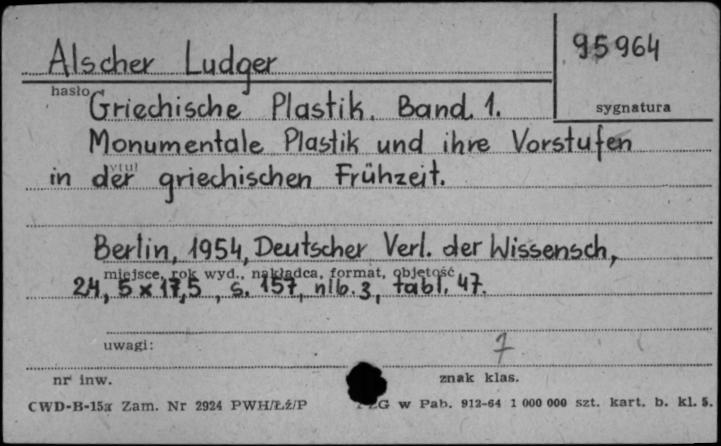 Alscher Ludger
95964
hasło
sygnatura
Griechische Plastik. Band. 1.
Monumentale Plastik und ihre Vorstufen
in der griechischen Frühzeit.
Berlin, 1954, Deutscher Verl. der Wissensch,
miejsce, rok wyd., nakładca, format, objętość
24,5 x 17,5, s. 157, nlb. 3, tabl. 47.
uwagi:
7
nr inw.
znak klas.
CWD-B-15a Zam. Nr 2924 PWH/Łż/P
w Pab. 912-64 1 000 000 szt. kart. b. kl. 5.